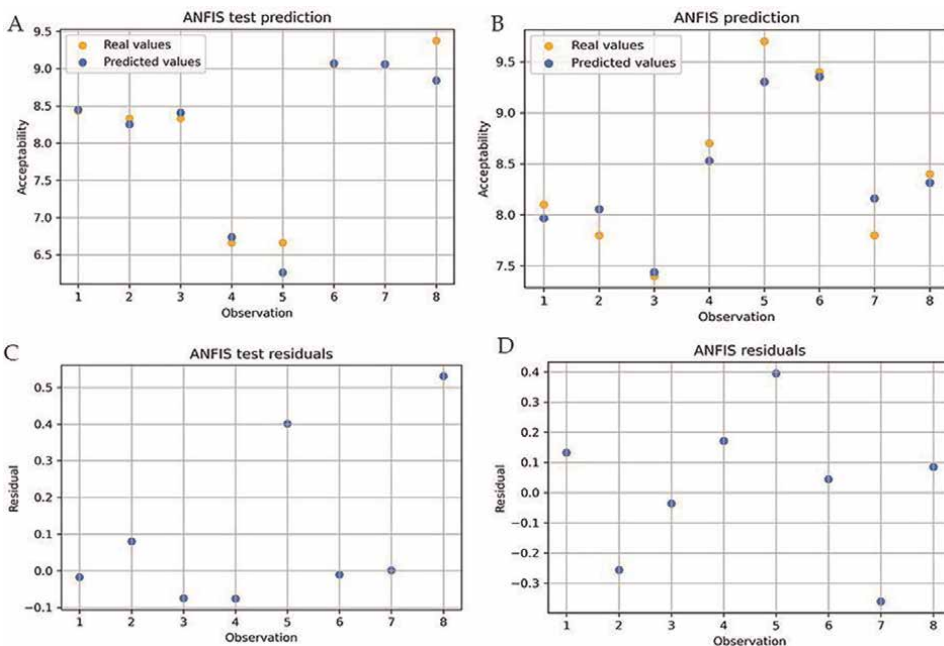 A
ANFIS test prediction
9.5
9.0
8.5
8.0
7.5
7.0
6.5
Acceptability
Real values
Predicted values
1 2 3 4 5 6 7 8
Observation
B
ANFIS prediction
9.5
9.0
8.5
8.0
7.5
Acceptability
Real values
Predicted values
1 2 3 4 5 6 7 8
Observation
C
ANFIS test residuals
0.5
0.4
0.3
0.2
0.1
0.0
−0.1
Residual
1 2 3 4 5 6 7 8
Observation
D
ANFIS residuals
0.4
0.3
0.2
0.1
0.0
−0.1
−0.2
−0.3
Residual
1 2 3 4 5 6 7 8
Observation